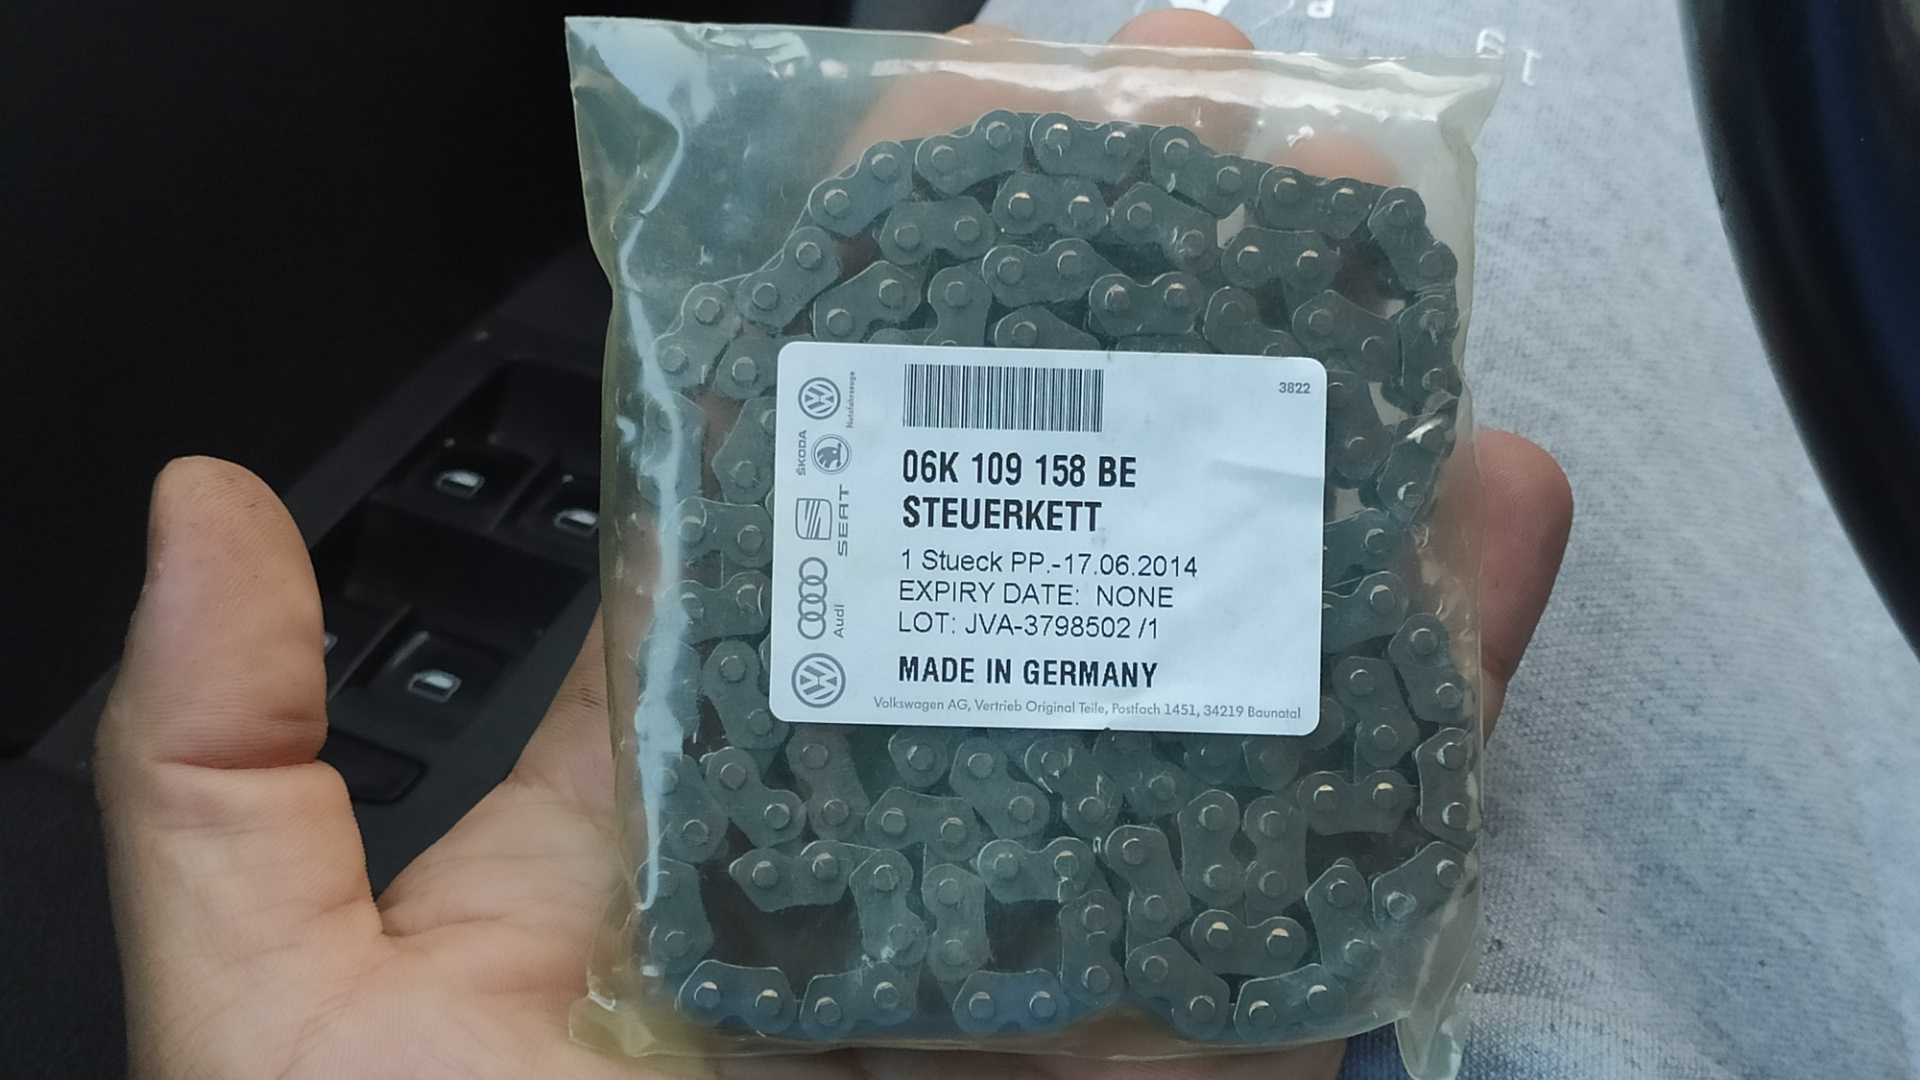 3822
06K 109 158 BE
STEUERKETT
1 Stueck PP.-17.06.2014
EXPIRY DATE: NONE
LOT: JVA-3798502 /1
MADE IN GERMANY
Volkswagen AG, Vertrieb Original Teile, Postfach 1451, 34219 Baunatal
Nutzfahrzeuge
ŠKODA
SEAT
Audi